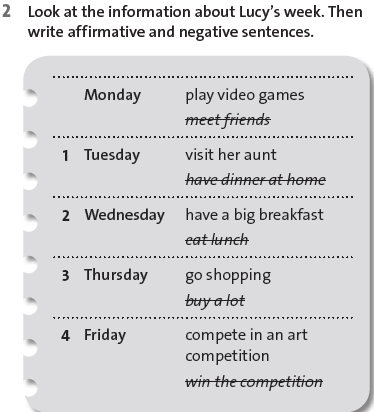 2 Look at the information about Lucy's week. Then
write affirmative and negative sentences.
Monday play video games
meet friends
1 Tuesday visit her aunt
have dinner at home
2 Wednesday have a big breakfast
eat lunch
3 Thursday go shopping
buy a lot
4 Friday compete in an art
competition
win the competition